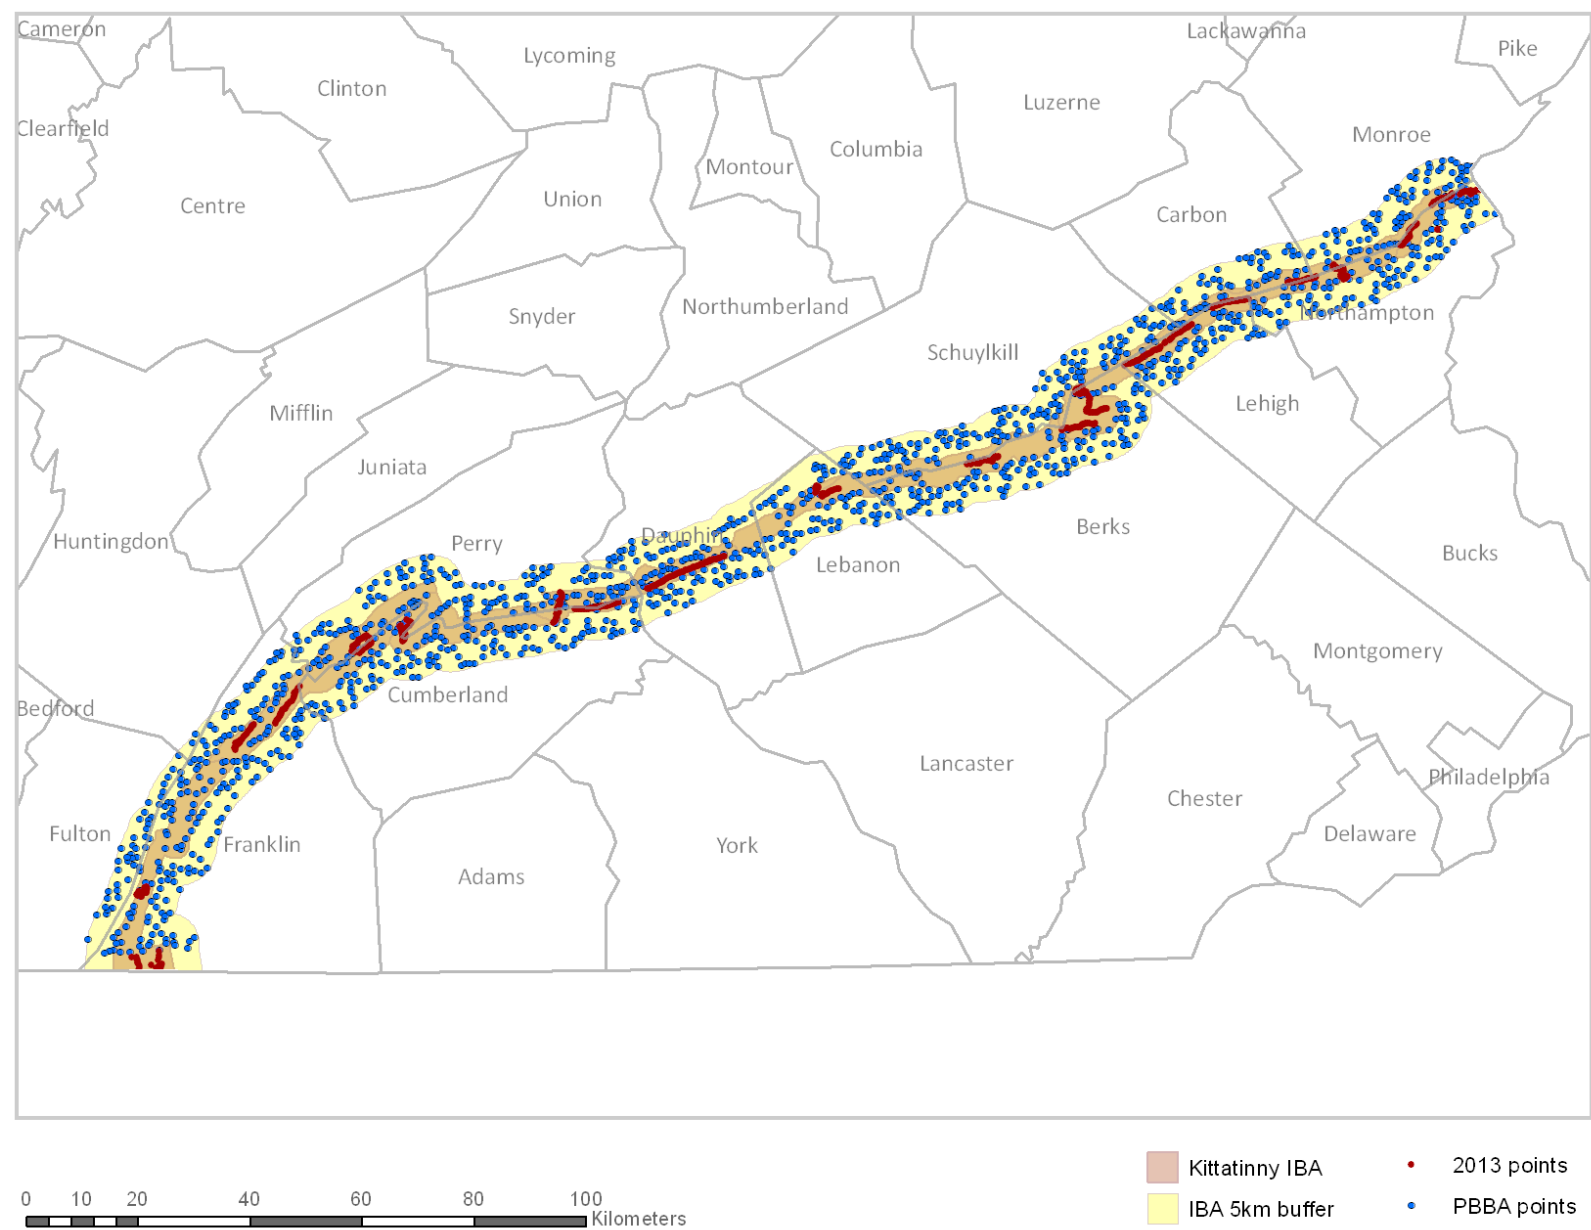 Cameron
Lycoming
Lackawanna
Pike
Clinton
Luzerne
Clearfield
Monroe
Columbia
Montour
Union
Centre
Carbon
Northumberland
Snyder
Northampton
Schuylkill
Lehigh
Mifflin
Juniata
Berks
Dauphin
Huntingdon
Perry
Bucks
Lebanon
Montgomery
Cumberland
Bedford
Lancaster
Philadelphia
Chester
Fulton
Delaware
Franklin
York
Adams
Kittatinny IBA
2013 points
IBA 5km buffer
PBBA points
0 10 20 40 60 80 100
Kilometers